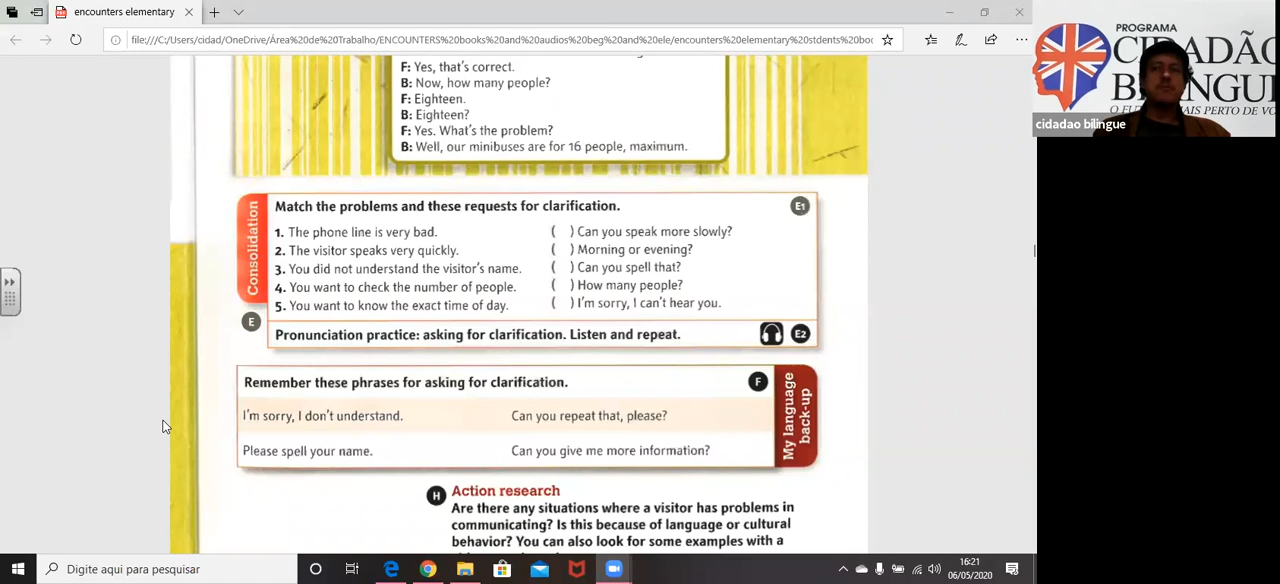 encounters elementary
file:///C:/Users/cidad/OneDrive/Área%20de%20Trabalho/ENCOUNTERS%20books%20and%20audios%20beg%20and%20ele/encounters%20elementary%20stdents%20boo
F: Yes, that's correct.
B: Now, how many people?
F: Eighteen.
B: Eighteen?
F: Yes. What's the problem?
B: Well, our minibuses are for 16 people, maximum.
Consolidation
Match the problems and these requests for clarification. E1
1. The phone line is very bad. ( ) Can you speak more slowly?
2. The visitor speaks very quickly. ( ) Morning or evening?
3. You did not understand the visitor's name. ( ) Can you spell that?
4. You want to check the number of people. ( ) How many people?
5. You want to know the exact time of day. ( ) I'm sorry, I can't hear you.
E
Pronunciation practice: asking for clarification. Listen and repeat. E2
Remember these phrases for asking for clarification. F
I'm sorry, I don't understand. Can you repeat that, please?
Please spell your name. Can you give me more information?
My language
back-up
H Action research
Are there any situations where a visitor has problems in
communicating? Is this because of language or cultural
behavior? You can also look for some examples with a
PROGRAMA
CIDADÃO
cidadao bilingue
Digite aqui para pesquisar
16:21
06/05/2020